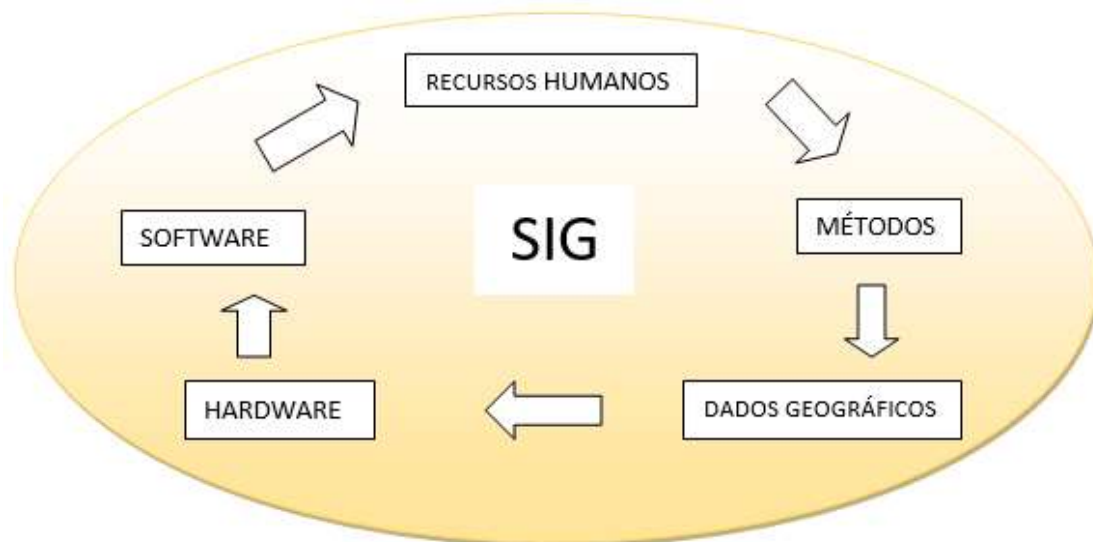 RECURSOS HUMANOS
SOFTWARE
SIG
MÉTODOS
HARDWARE
DADOS GEOGRÁFICOS